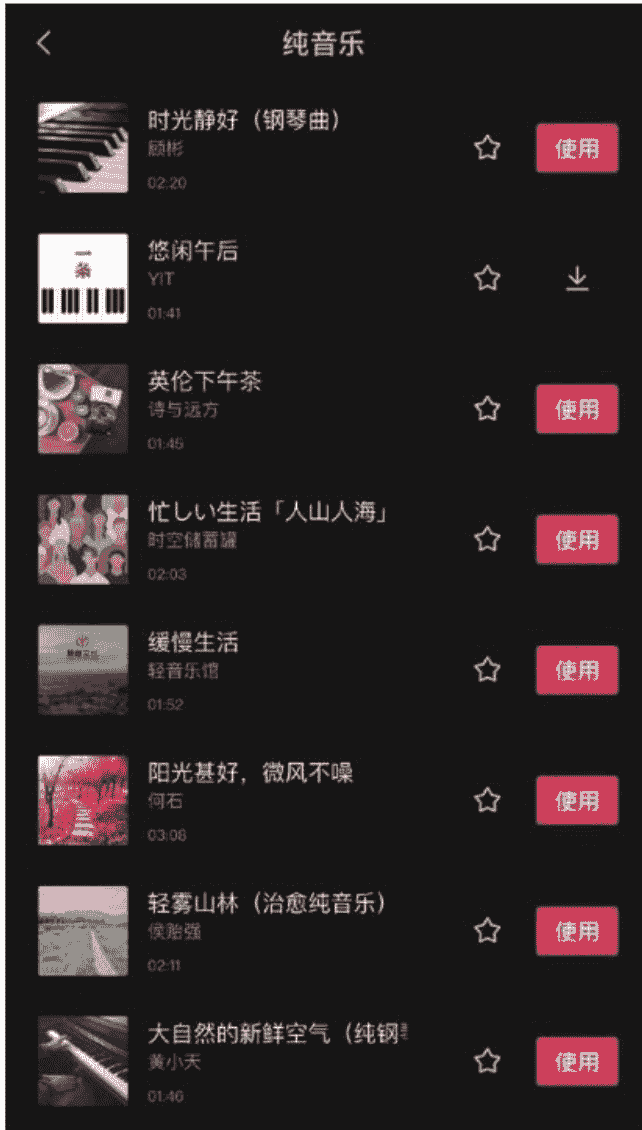 纯音乐
时光静好（钢琴曲）
顾彬
使用
02:20
一条
悠闲午后
YIT
01:41
英伦下午茶
诗与远方
使用
01:45
忙しい生活「人山人海」
时空储蓄罐
使用
02:03
缓慢生活
轻音乐馆
使用
01:52
阳光甚好，微风不噪
何石
使用
03:08
轻雾山林（治愈纯音乐）
侯贻强
使用
02:11
大自然的新鲜空气（纯钢
黄小天
使用
01:46